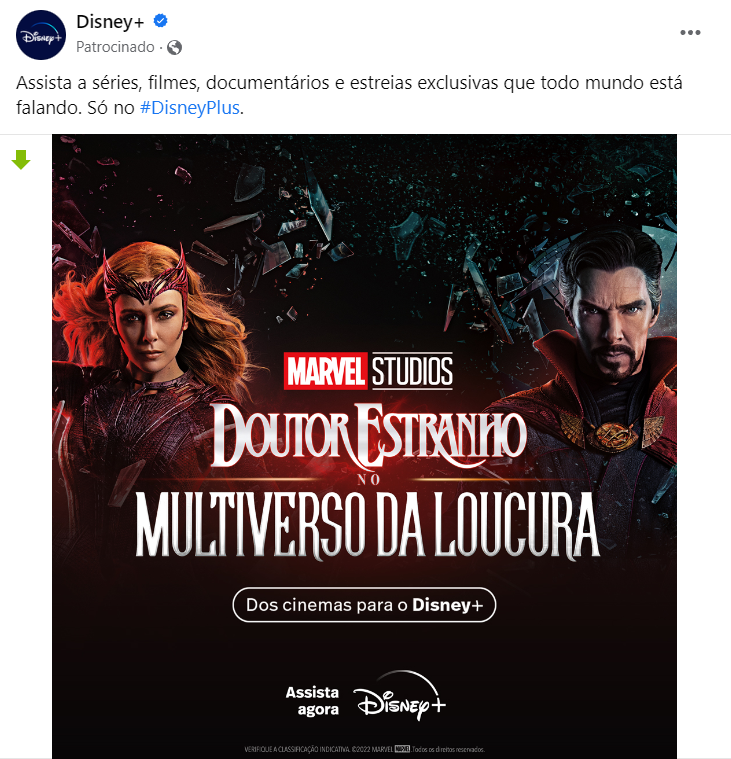 Disney+
Disney+
Patrocinado ·
Assista a séries, filmes, documentários e estreias exclusivas que todo mundo está
falando. Só no #DisneyPlus.
MARVEL STUDIOS
DOUTOR ESTRANHO
NO
MULTIVERSO DA LOUCURA
Dos cinemas para o Disney+
Assista
agora
Disney+
VERIFIQUE A CLASSIFICAÇÃO INDICATIVA. ©2022 MARVEL MARVEL Todos os direitos reservados.